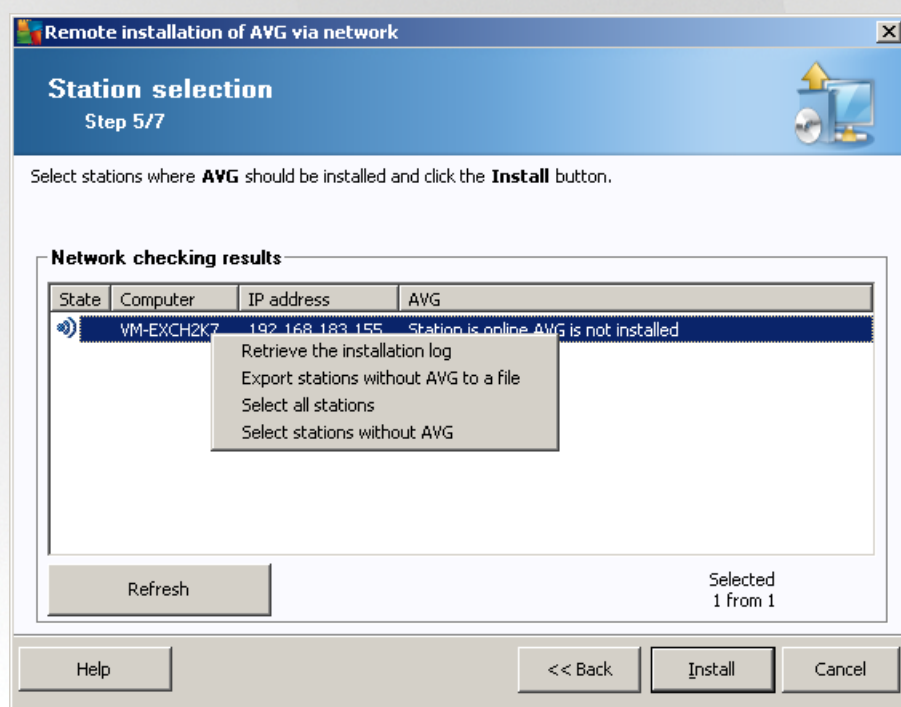 Remote installation of AVG via network
Station selection
Step 5/7
Select stations where AVG should be installed and click the Install button.
Network checking results
State Computer IP address AVG
VM-EXCH2K7 192.168.183.155 Station is online AVG is not installed
Retrieve the installation log
Export stations without AVG to a file
Select all stations
Select stations without AVG
Refresh
Selected
1 from 1
Help << Back Install Cancel